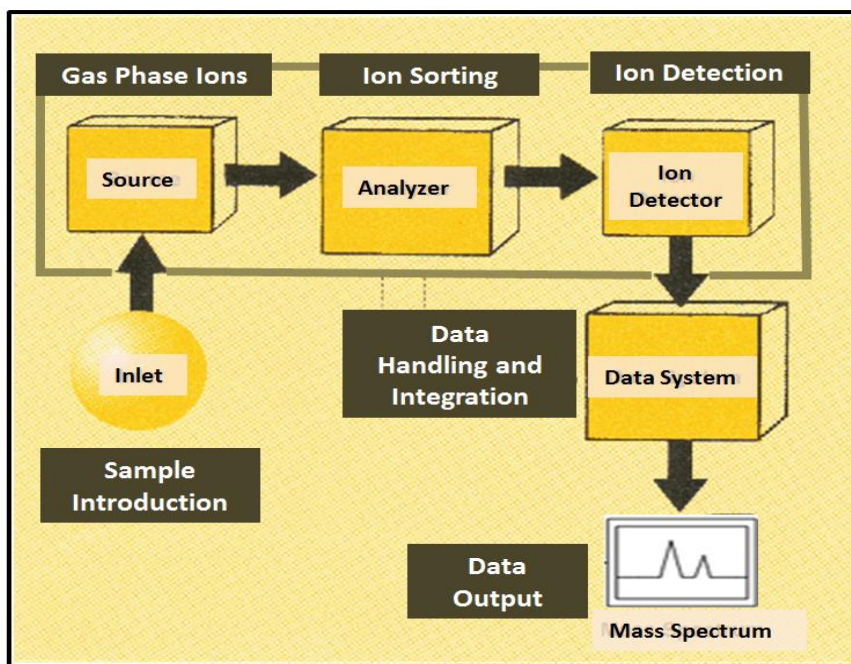 Gas Phase Ions
Ion Sorting
Ion Detection
Source
Analyzer
Ion
Detector
Inlet
Data
Handling and
Integration
Data System
Sample
Introduction
Data
Output
Mass Spectrum